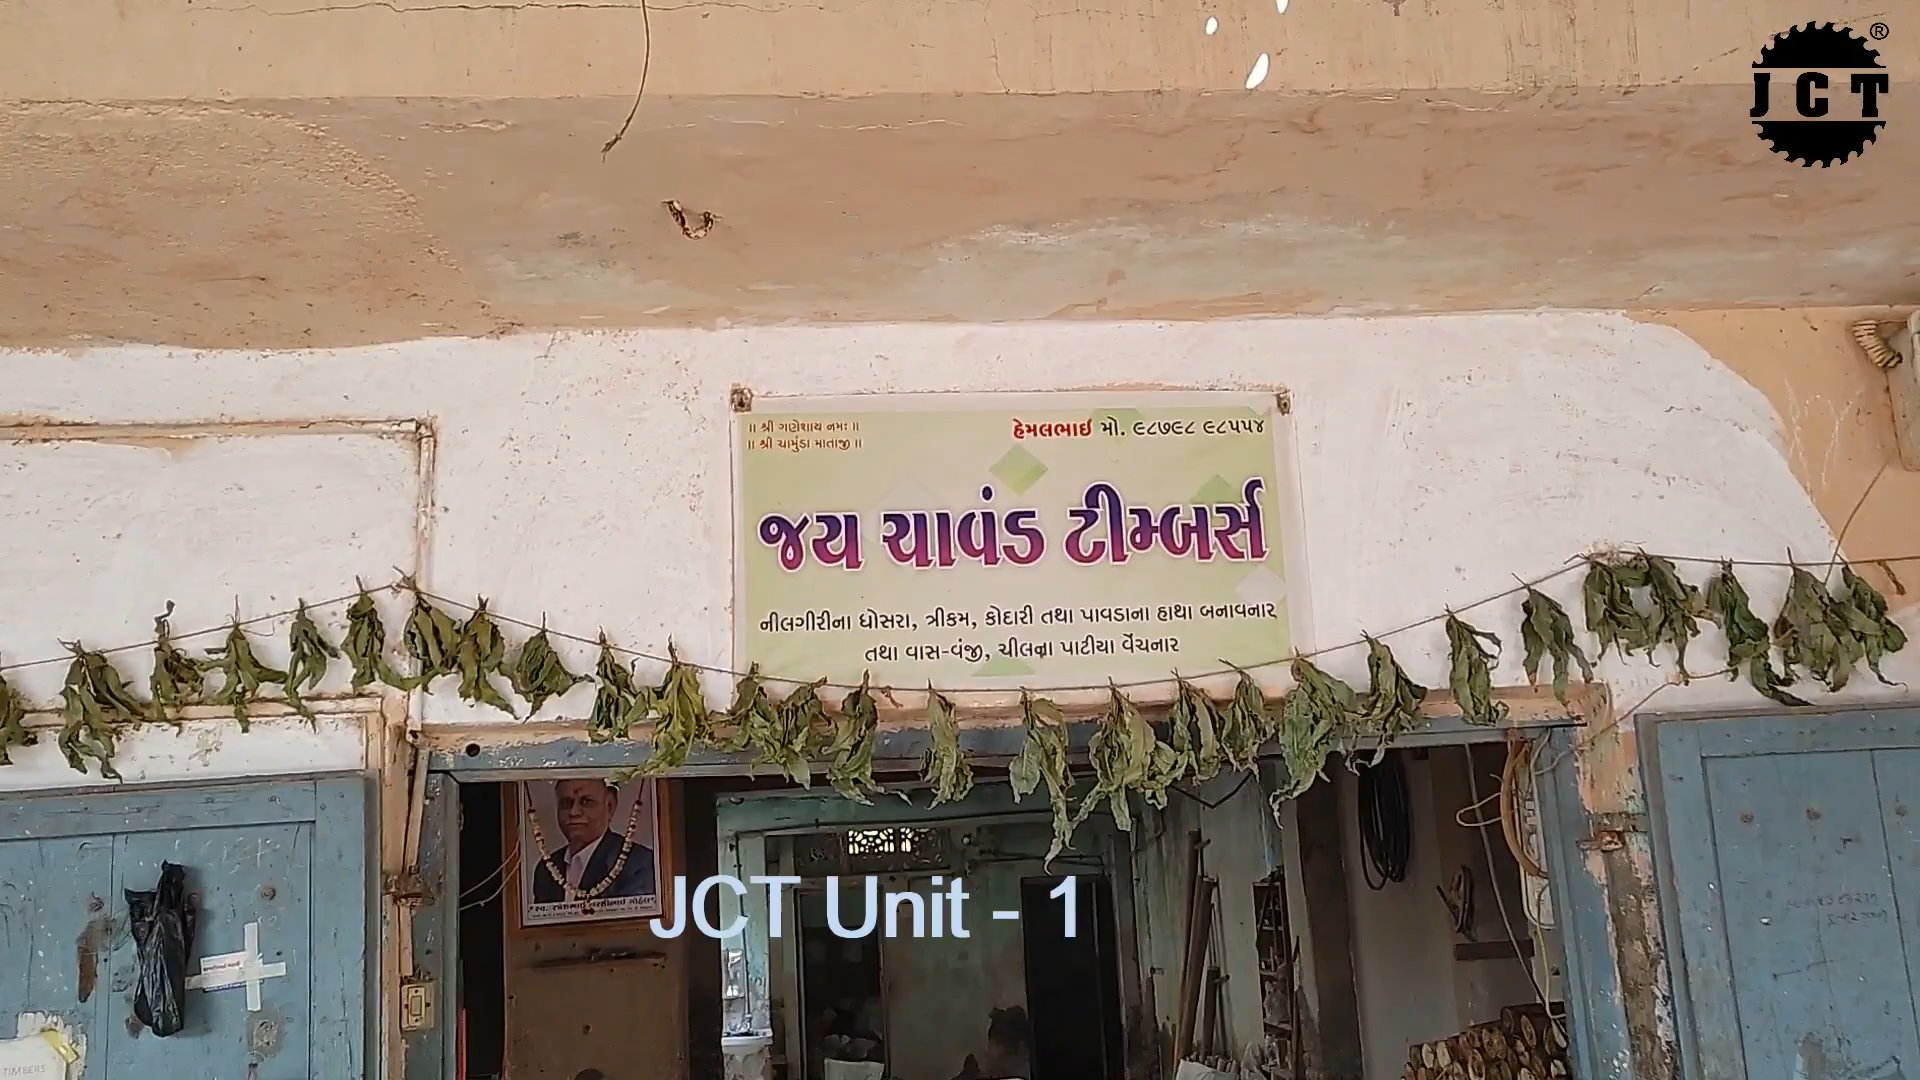 JCT®
॥ શ્રી ગણેશાય નમઃ ॥
॥ શ્રી ચામુંડા માતાજી ॥
હેમલભાઇ મો. ૯૮૭૯૮ ૯૮૫૫૪
જય ચાવંડ ટીમ્બર્સ
નીલગીરીના ધોસરા, ત્રીકમ, કોદારી તથા પાવડાના હાથા બનાવનાર
તથા વાસ-વંજી, ચીલના પાટીયા વેંચનાર
JCT Unit - 1
TIMBERS